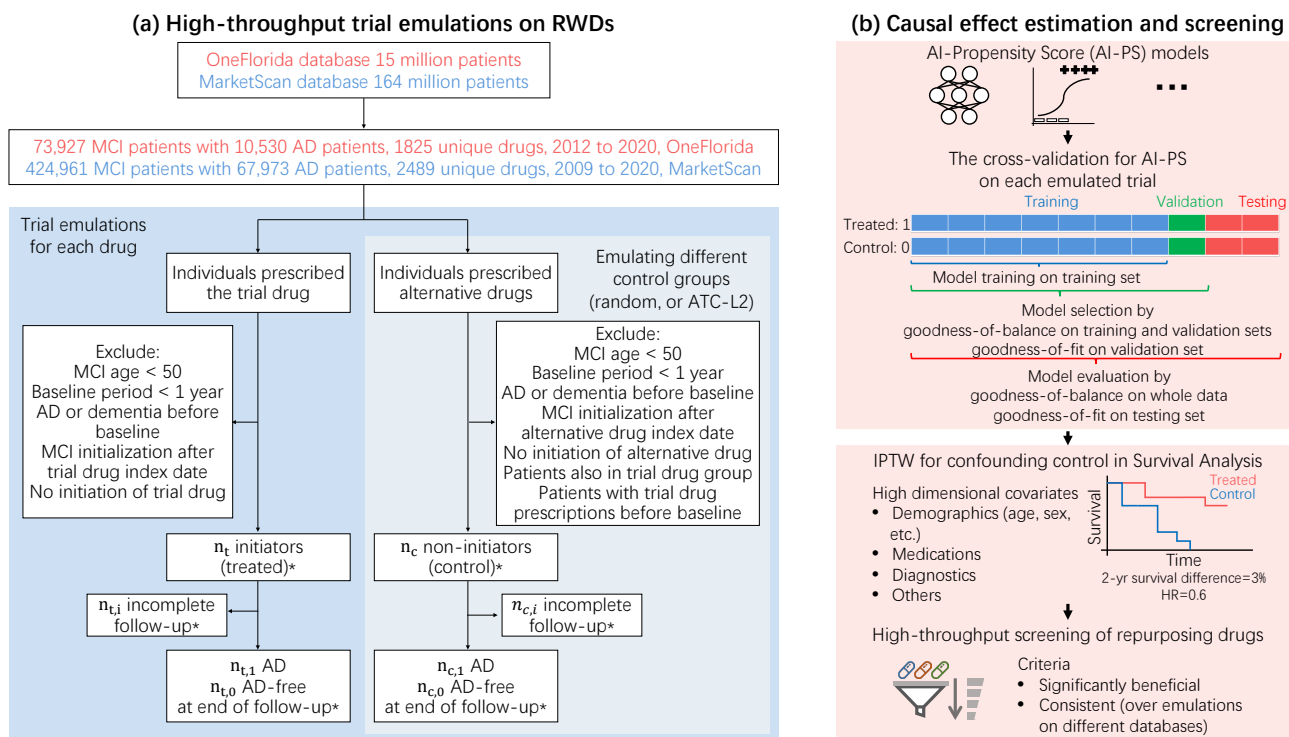 (a) High-throughput trial emulations on RWDs
OneFlorida database 15 million patients
MarketScan database 164 million patients
73,927 MCI patients with 10,530 AD patients, 1825 unique drugs, 2012 to 2020, OneFlorida
424,961 MCI patients with 67,973 AD patients, 2489 unique drugs, 2009 to 2020, MarketScan
Trial emulations
for each drug
Individuals prescribed
the trial drug
Individuals prescribed
alternative drugs
Emulating different
control groups
(random, or ATC-L2)
Exclude:
MCI age < 50
Baseline period < 1 year
AD or dementia before
baseline
MCI initialization after
trial drug index date
No initiation of trial drug
Exclude:
MCI age < 50
Baseline period < 1 year
AD or dementia before baseline
MCI initialization after
alternative drug index date
No initiation of alternative drug
Patients also in trial drug group
Patients with trial drug
prescriptions before baseline
n_t initiators
(treated)*
n_c non-initiators
(control)*
n_t,i incomplete
follow-up*
n_c,i incomplete
follow-up*
n_t,1 AD
n_t,0 AD-free
at end of follow-up*
n_c,1 AD
n_c,0 AD-free
at end of follow-up*
(b) Causal effect estimation and screening
AI-Propensity Score (AI-PS) models
...
The cross-validation for AI-PS
on each emulated trial
Training Validation Testing
Treated: 1
Control: 0
Model training on training set
Model selection by
goodness-of-balance on training and validation sets
goodness-of-fit on validation set
Model evaluation by
goodness-of-balance on whole data
goodness-of-fit on testing set
IPTW for confounding control in Survival Analysis
High dimensional covariates
• Demographics (age, sex,
etc.)
• Medications
• Diagnostics
• Others
Treated
Control
Survival
Time
2-yr survival difference=3%
HR=0.6
High-throughput screening of repurposing drugs
Criteria
• Significantly beneficial
• Consistent (over emulations
on different databases)